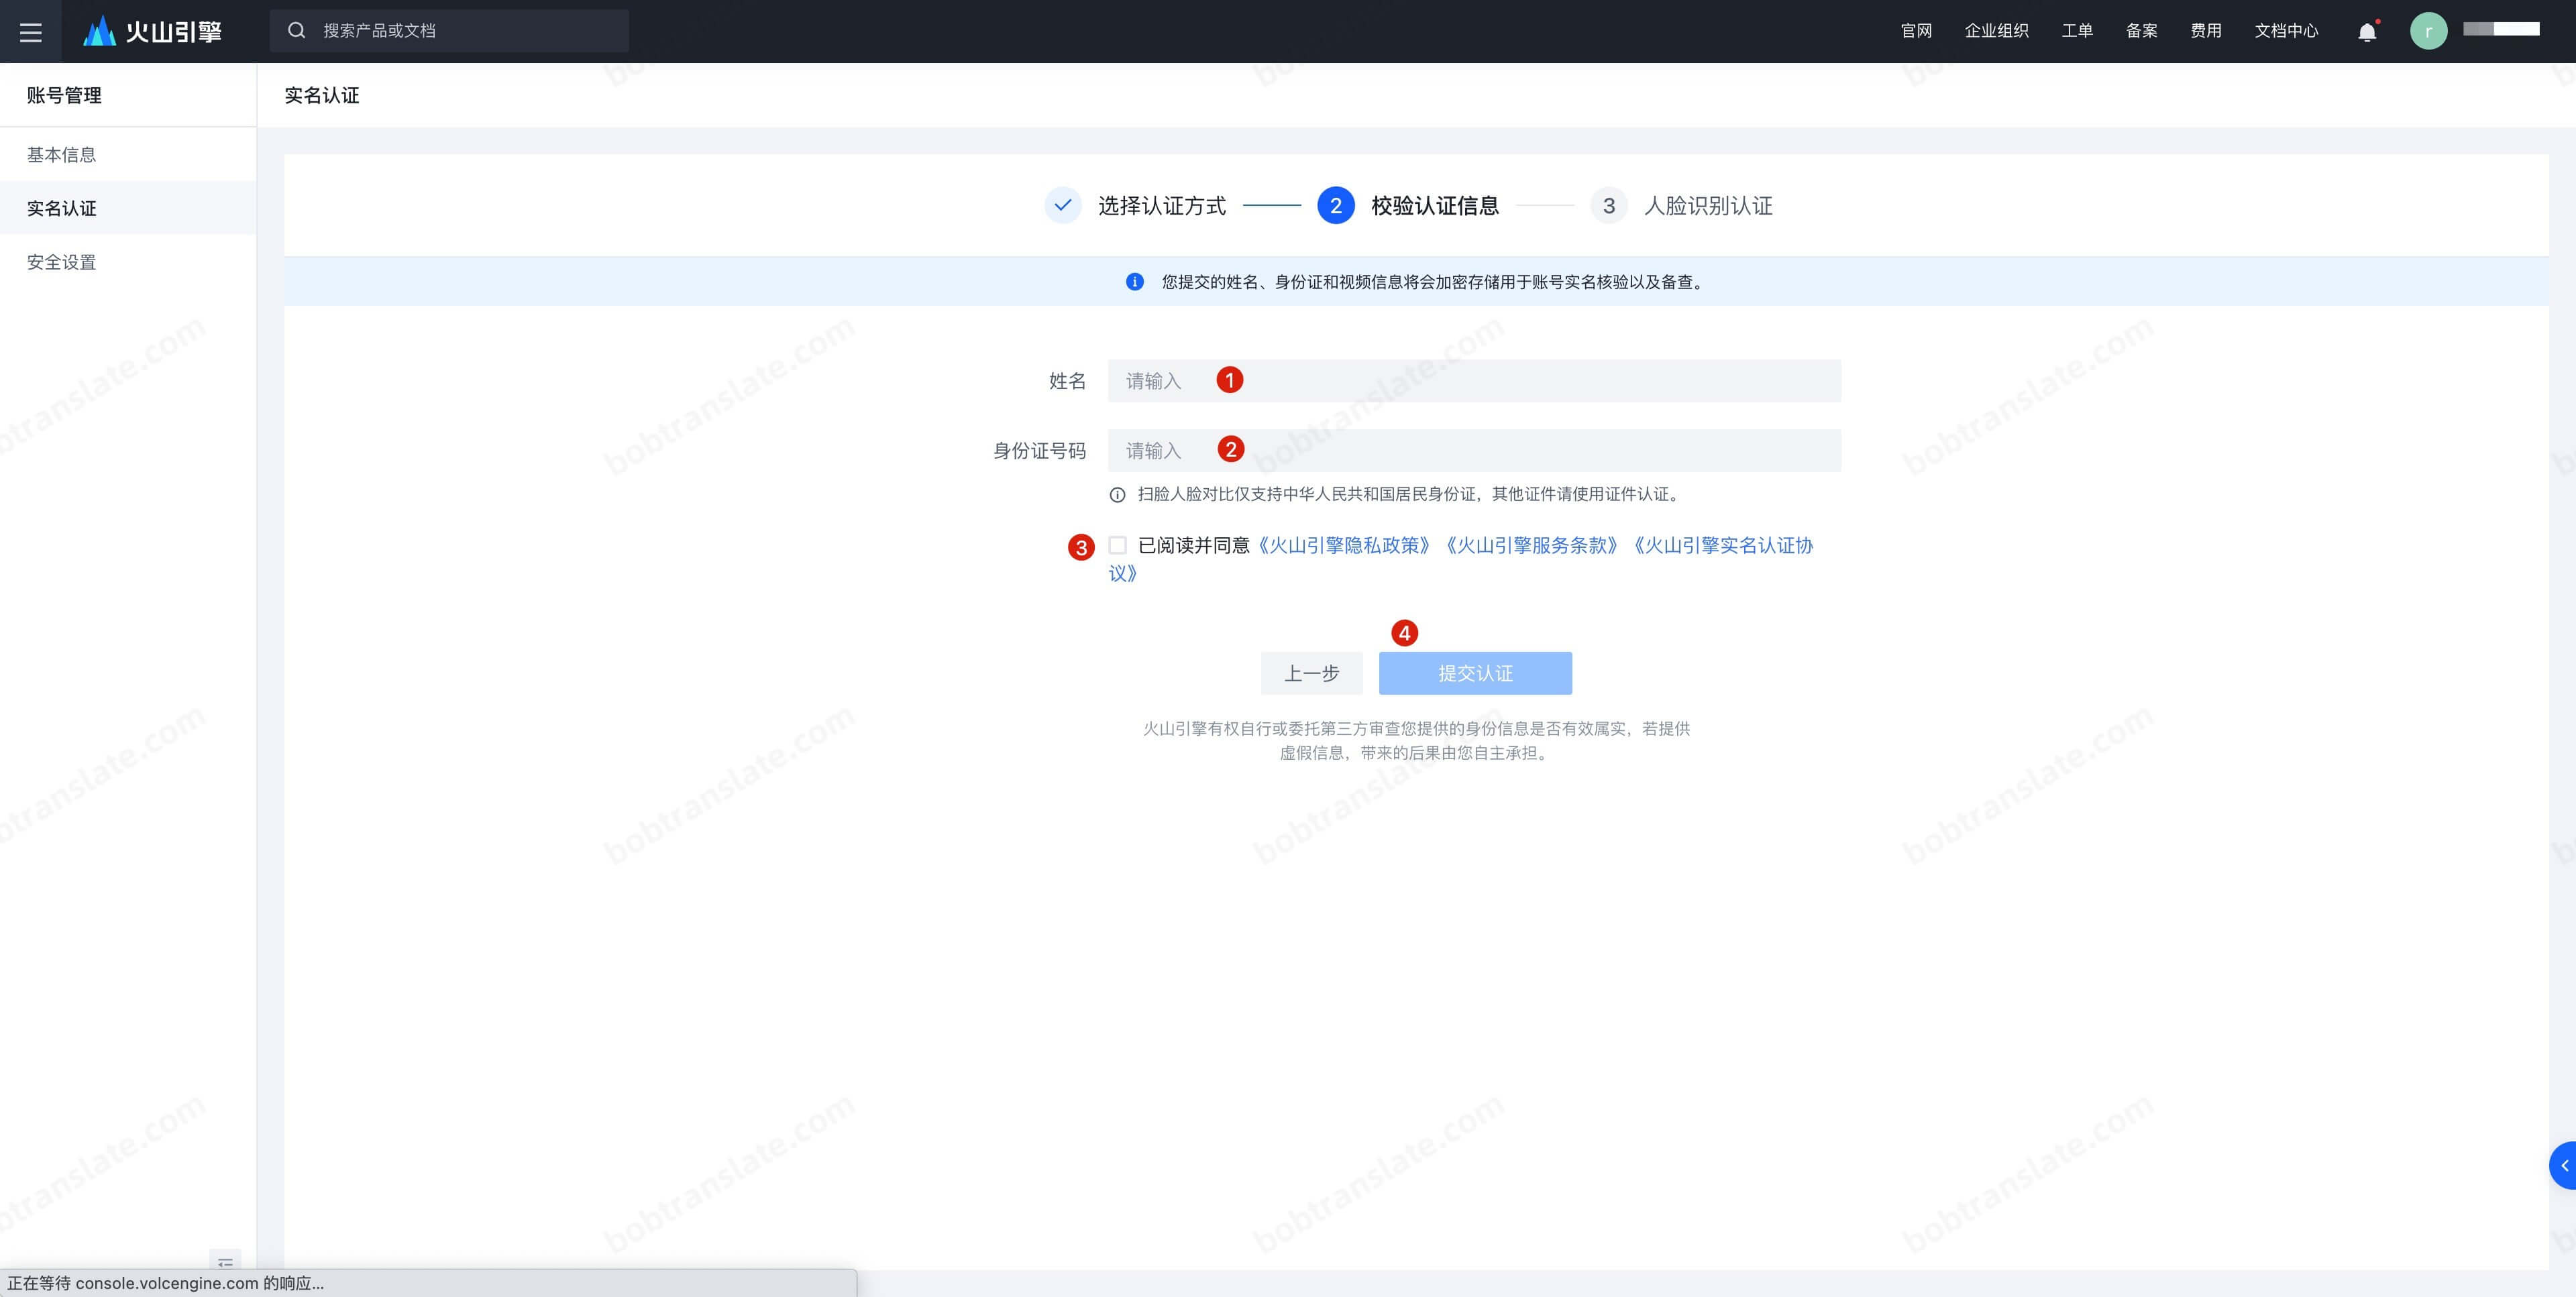 火山引擎
搜索产品或文档
官网 企业组织 工单 备案 费用 文档中心 r
账号管理
实名认证
基本信息
实名认证
安全设置
选择认证方式 2 校验认证信息 3 人脸识别认证
您提交的姓名、身份证和视频信息将会加密存储用于账号实名核验以及备查。
姓名 请输入 1
身份证号码 请输入 2
扫脸人脸对比仅支持中华人民共和国居民身份证，其他证件请使用证件认证。
3 已阅读并同意《火山引擎隐私政策》《火山引擎服务条款》《火山引擎实名认证协
议》
4
上一步 提交认证
火山引擎有权自行或委托第三方审查您提供的身份信息是否有效属实，若提供
虚假信息，带来的后果由您自主承担。
正在等待 console.volcengine.com 的响应...
bobtranslate.com